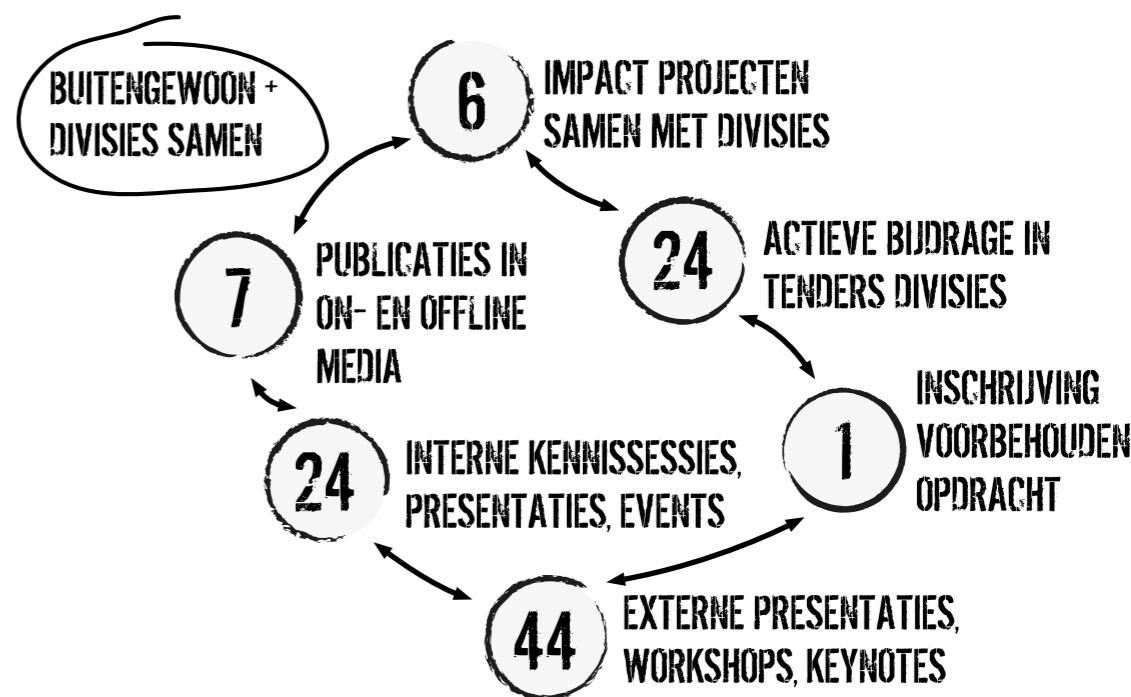 BUITENGEWOON +
DIVISIES SAMEN
6
IMPACT PROJECTEN
SAMEN MET DIVISIES
24
ACTIEVE BIJDRAGE IN
TENDERS DIVISIES
7
PUBLICATIES IN
ON- EN OFFLINE
MEDIA
1
INSCHRIJVING
VOORBEHOUDEN
OPDRACHT
24
INTERNE KENNISSESSIES,
PRESENTATIES, EVENTS
44
EXTERNE PRESENTATIES,
WORKSHOPS, KEYNOTES